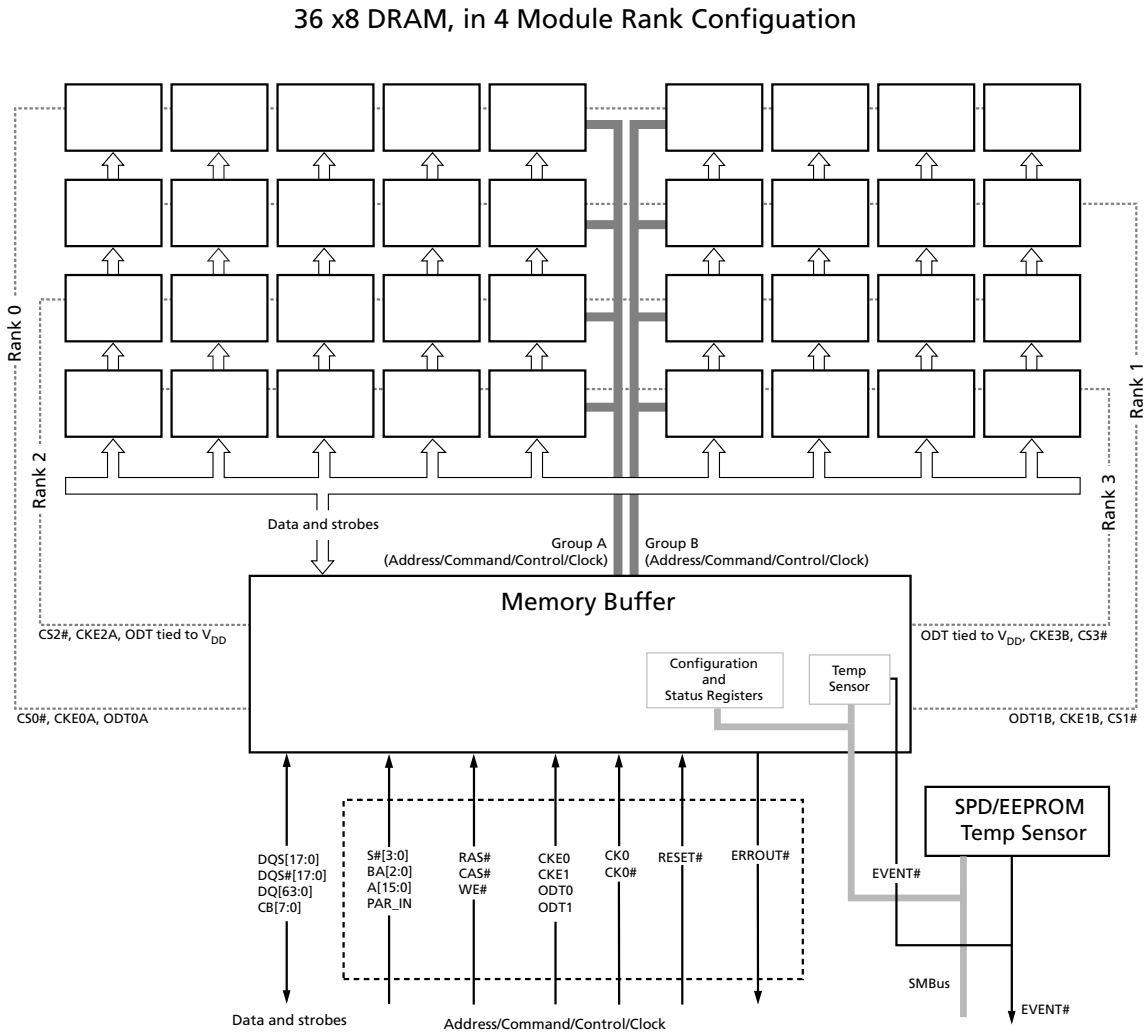 36 x8 DRAM, in 4 Module Rank Configuation
Rank 0
Rank 2
Rank 1
Rank 3
Data and strobes
Group A
(Address/Command/Control/Clock)
Group B
(Address/Command/Control/Clock)
Memory Buffer
CS2#, CKE2A, ODT tied to VDD
ODT tied to VDD, CKE3B, CS3#
Configuration
and
Status Registers
Temp
Sensor
CS0#, CKE0A, ODT0A
ODT1B, CKE1B, CS1#
SPD/EEPROM
Temp Sensor
DQS[17:0]
DQS#[17:0]
DQ[63:0]
CB[7:0]
S#[3:0]
BA[2:0]
A[15:0]
PAR_IN
RAS#
CAS#
WE#
CKE0
CKE1
ODT0
ODT1
CK0
CK0#
RESET#
ERROUT#
EVENT#
SMBus
EVENT#
Data and strobes
Address/Command/Control/Clock